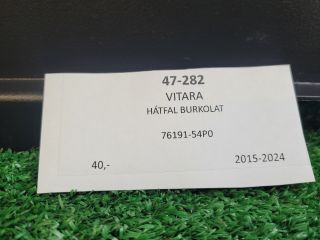 47-282
VITARA
HÁTFAL BURKOLAT
76191-54P0
40,- 2015-2024